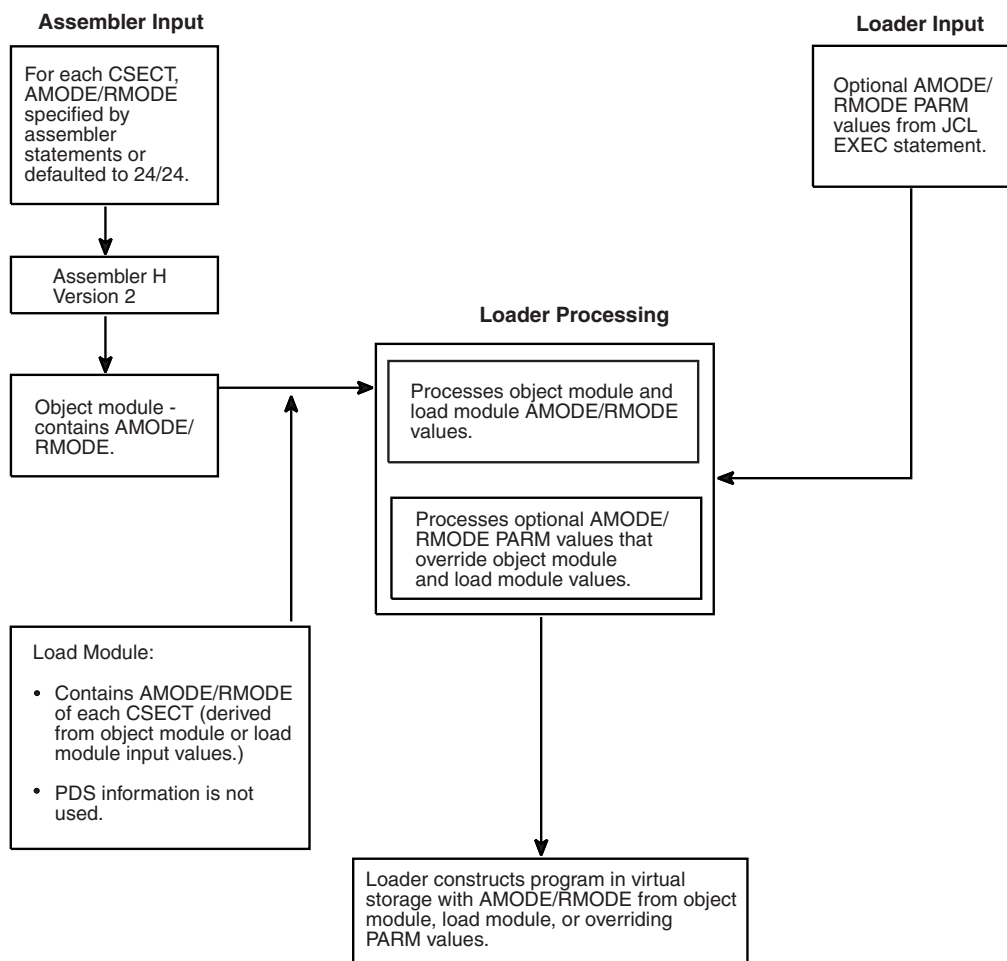 Assembler Input
For each CSECT,
AMODE/RMODE
specified by
assembler
statements or
defaulted to 24/24.
Assembler H
Version 2
Object module -
contains AMODE/
RMODE.
Load Module:
• Contains AMODE/RMODE
of each CSECT (derived
from object module or load
module input values.)
• PDS information is not
used.
Loader Input
Optional AMODE/
RMODE PARM
values from JCL
EXEC statement.
Loader Processing
Processes object module and
load module AMODE/RMODE
values.
Processes optional AMODE/
RMODE PARM values that
override object module
and load module values.
Loader constructs program in virtual
storage with AMODE/RMODE from object
module, load module, or overriding
PARM values.